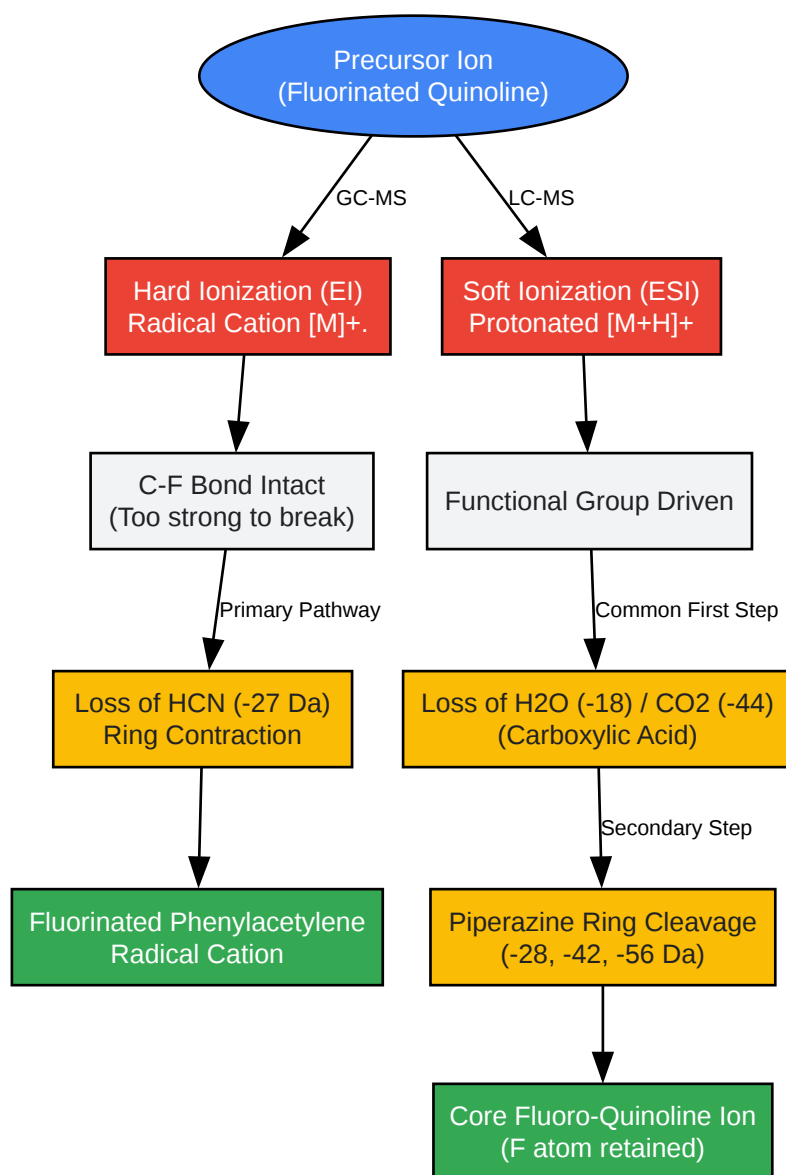 Precursor Ion
(Fluorinated Quinoline)
GC-MS
LC-MS
Hard Ionization (EI)
Radical Cation [M]+.
Soft Ionization (ESI)
Protonated [M+H]+
C-F Bond Intact
(Too strong to break)
Functional Group Driven
Primary Pathway
Common First Step
Loss of HCN (-27 Da)
Ring Contraction
Loss of H2O (-18) / CO2 (-44)
(Carboxylic Acid)
Secondary Step
Fluorinated Phenylacetylene
Radical Cation
Piperazine Ring Cleavage
(-28, -42, -56 Da)
Core Fluoro-Quinoline Ion
(F atom retained)